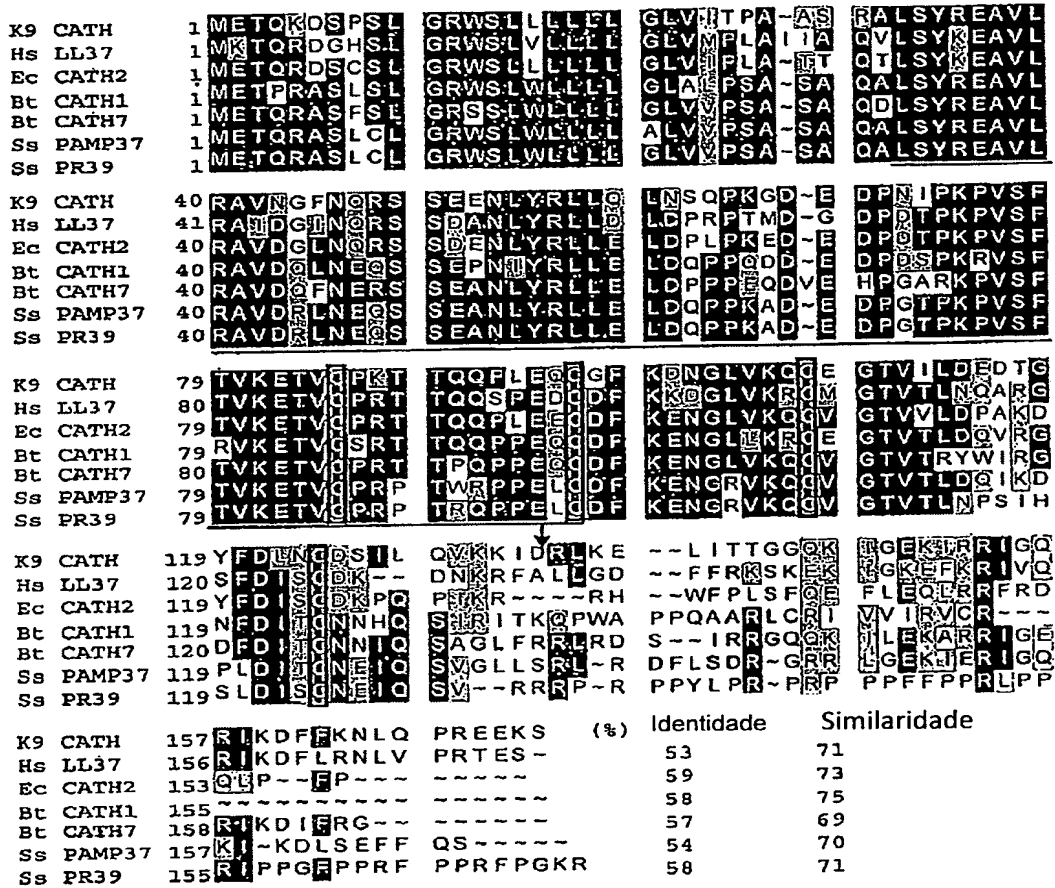 K9 CATH 1 METQKDSPSL GRWSLLLLLL GLVITPA~AS RALSYREAVL
Hs LL37 1 MKTQRDGHSL GRWSLVLLLL GLVMPLAIIA QVLSYKEAVL
Ec CATH2 1 METQRDSCSL GRWSLLLLLL GLVIPLA~TT QTLSYKEAVL
Bt CATH1 1 METPRASLSL GRWSLWLLLL GLALPSA~SA QALSYREAVL
Bt CATH7 1 METQRASFSL GRSSLWLLLL GLVVPSA~SA QDLSYREAVL
Ss PAMP37 1 METQRASLCL GRWSLWLLLL ALVVPSA~SA QALSYREAVL
Ss PR39 1 METQRASLCL GRWSLWLLLL GLVVPSA~SA QALSYREAVL
K9 CATH 40 RAVNGFNQRS SEENLYRLLQ LNSQPKGD~E DPNIPKPVSF
Hs LL37 41 RAIDGINQRS SDANLYRLLD LDPRPTMD~G DPDTPKPVSF
Ec CATH2 40 RAVDGLNQRS SDENLYRLLE LDPLPKED~E DPDTPKPVSF
Bt CATH1 40 RAVDQLNEQS SEPNIYRLLE LDQPPQDD~E DPDSPKRVSF
Bt CATH7 40 RAVDQFNERS SEANLYRLLE LDPPPEQDVE HPGARKPVSF
Ss PAMP37 40 RAVDRLNEQS SEANLYRLLE LDQPPKAD~E DPGTPKPVSF
Ss PR39 40 RAVDRLNEQS SEANLYRLLE LDQPPKAD~E DPGTPKPVSF
K9 CATH 79 TVKETVCPKT TQQPLEQCGF KDNGLVKQCE GTVILDEDTG
Hs LL37 80 TVKETVCPRT TQQSPEDCDF KKDGLVKRCM GTVTLNQARG
Ec CATH2 79 TVKETVCPRT TQQPLEECDF KENGLVKQCV GTVVLDPAKD
Bt CATH1 79 RVKETVCSRT TQQPPEQCDF KENGLLKRCE GTVTLDQVRG
Bt CATH7 80 TVKETVCPRT TPQPPEQCDF KENGLVKQCV GTVTRYWIRG
Ss PAMP37 79 TVKETVCPRP TWRPPELCDF KENGRVKQCV GTVTLDQIKD
Ss PR39 79 TVKETVCPRP TRQPPELCDF KENGRVKQCV GTVTLNPSIH
K9 CATH 119 YFDLNCDSIL QVKKIDRLKE ~~LITTGGQK IGEKIRRIGQ
Hs LL37 120 SFDISCDK~~ DNKRFALLGD ~~FFRKSKEK IGKEFKRIVQ
Ec CATH2 119 YFDISCDKPQ PTKR~~~~RH ~~WFPLSFQE FLEQLRRFRD
Bt CATH1 119 NFDITCNNHQ SIRITKQPWA PPQAARLCRI VVIRVCR~~~
Bt CATH7 120 DFDITCNNIQ SAGLFRRLRD S~~IRRGQQK ILEKARRIGE
Ss PAMP37 119 PLDITCNEIQ SVGLLSRL~R DFLSDR~GRR LGEKIERIGQ
Ss PR39 119 SLDISCNEIQ SV~~RRRP~R PPYLPR~PRP PPFFPPRLPP
(%) Identidade Similaridade
K9 CATH 157 RIKDFFKNLQ PREEKS
Hs LL37 156 RIKDFLRNLV PRTES~ 53 71
Ec CATH2 153 QLP~~FP~~~ ~~~~~~ 59 73
Bt CATH1 155 ~~~~~~~~~~ ~~~~~~ 58 75
Bt CATH7 158 RIKDIFRG~~ ~~~~~~ 57 69
Ss PAMP37 157 KI~KDLSEFF QS~~~~ 54 70
Ss PR39 155 RIPPGFPPRF PPRFPGKR 58 71